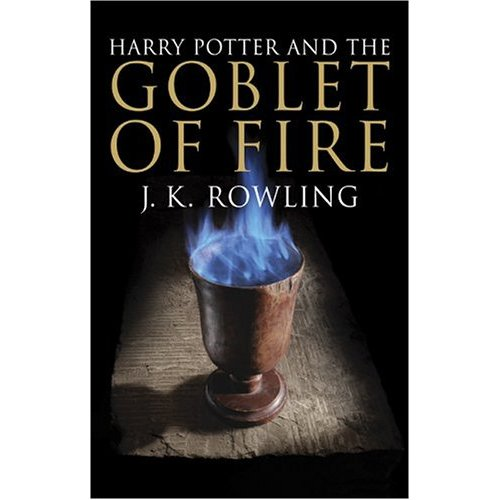 HARRY POTTER AND THE
GOBLET
OF FIRE
J. K. ROWLING